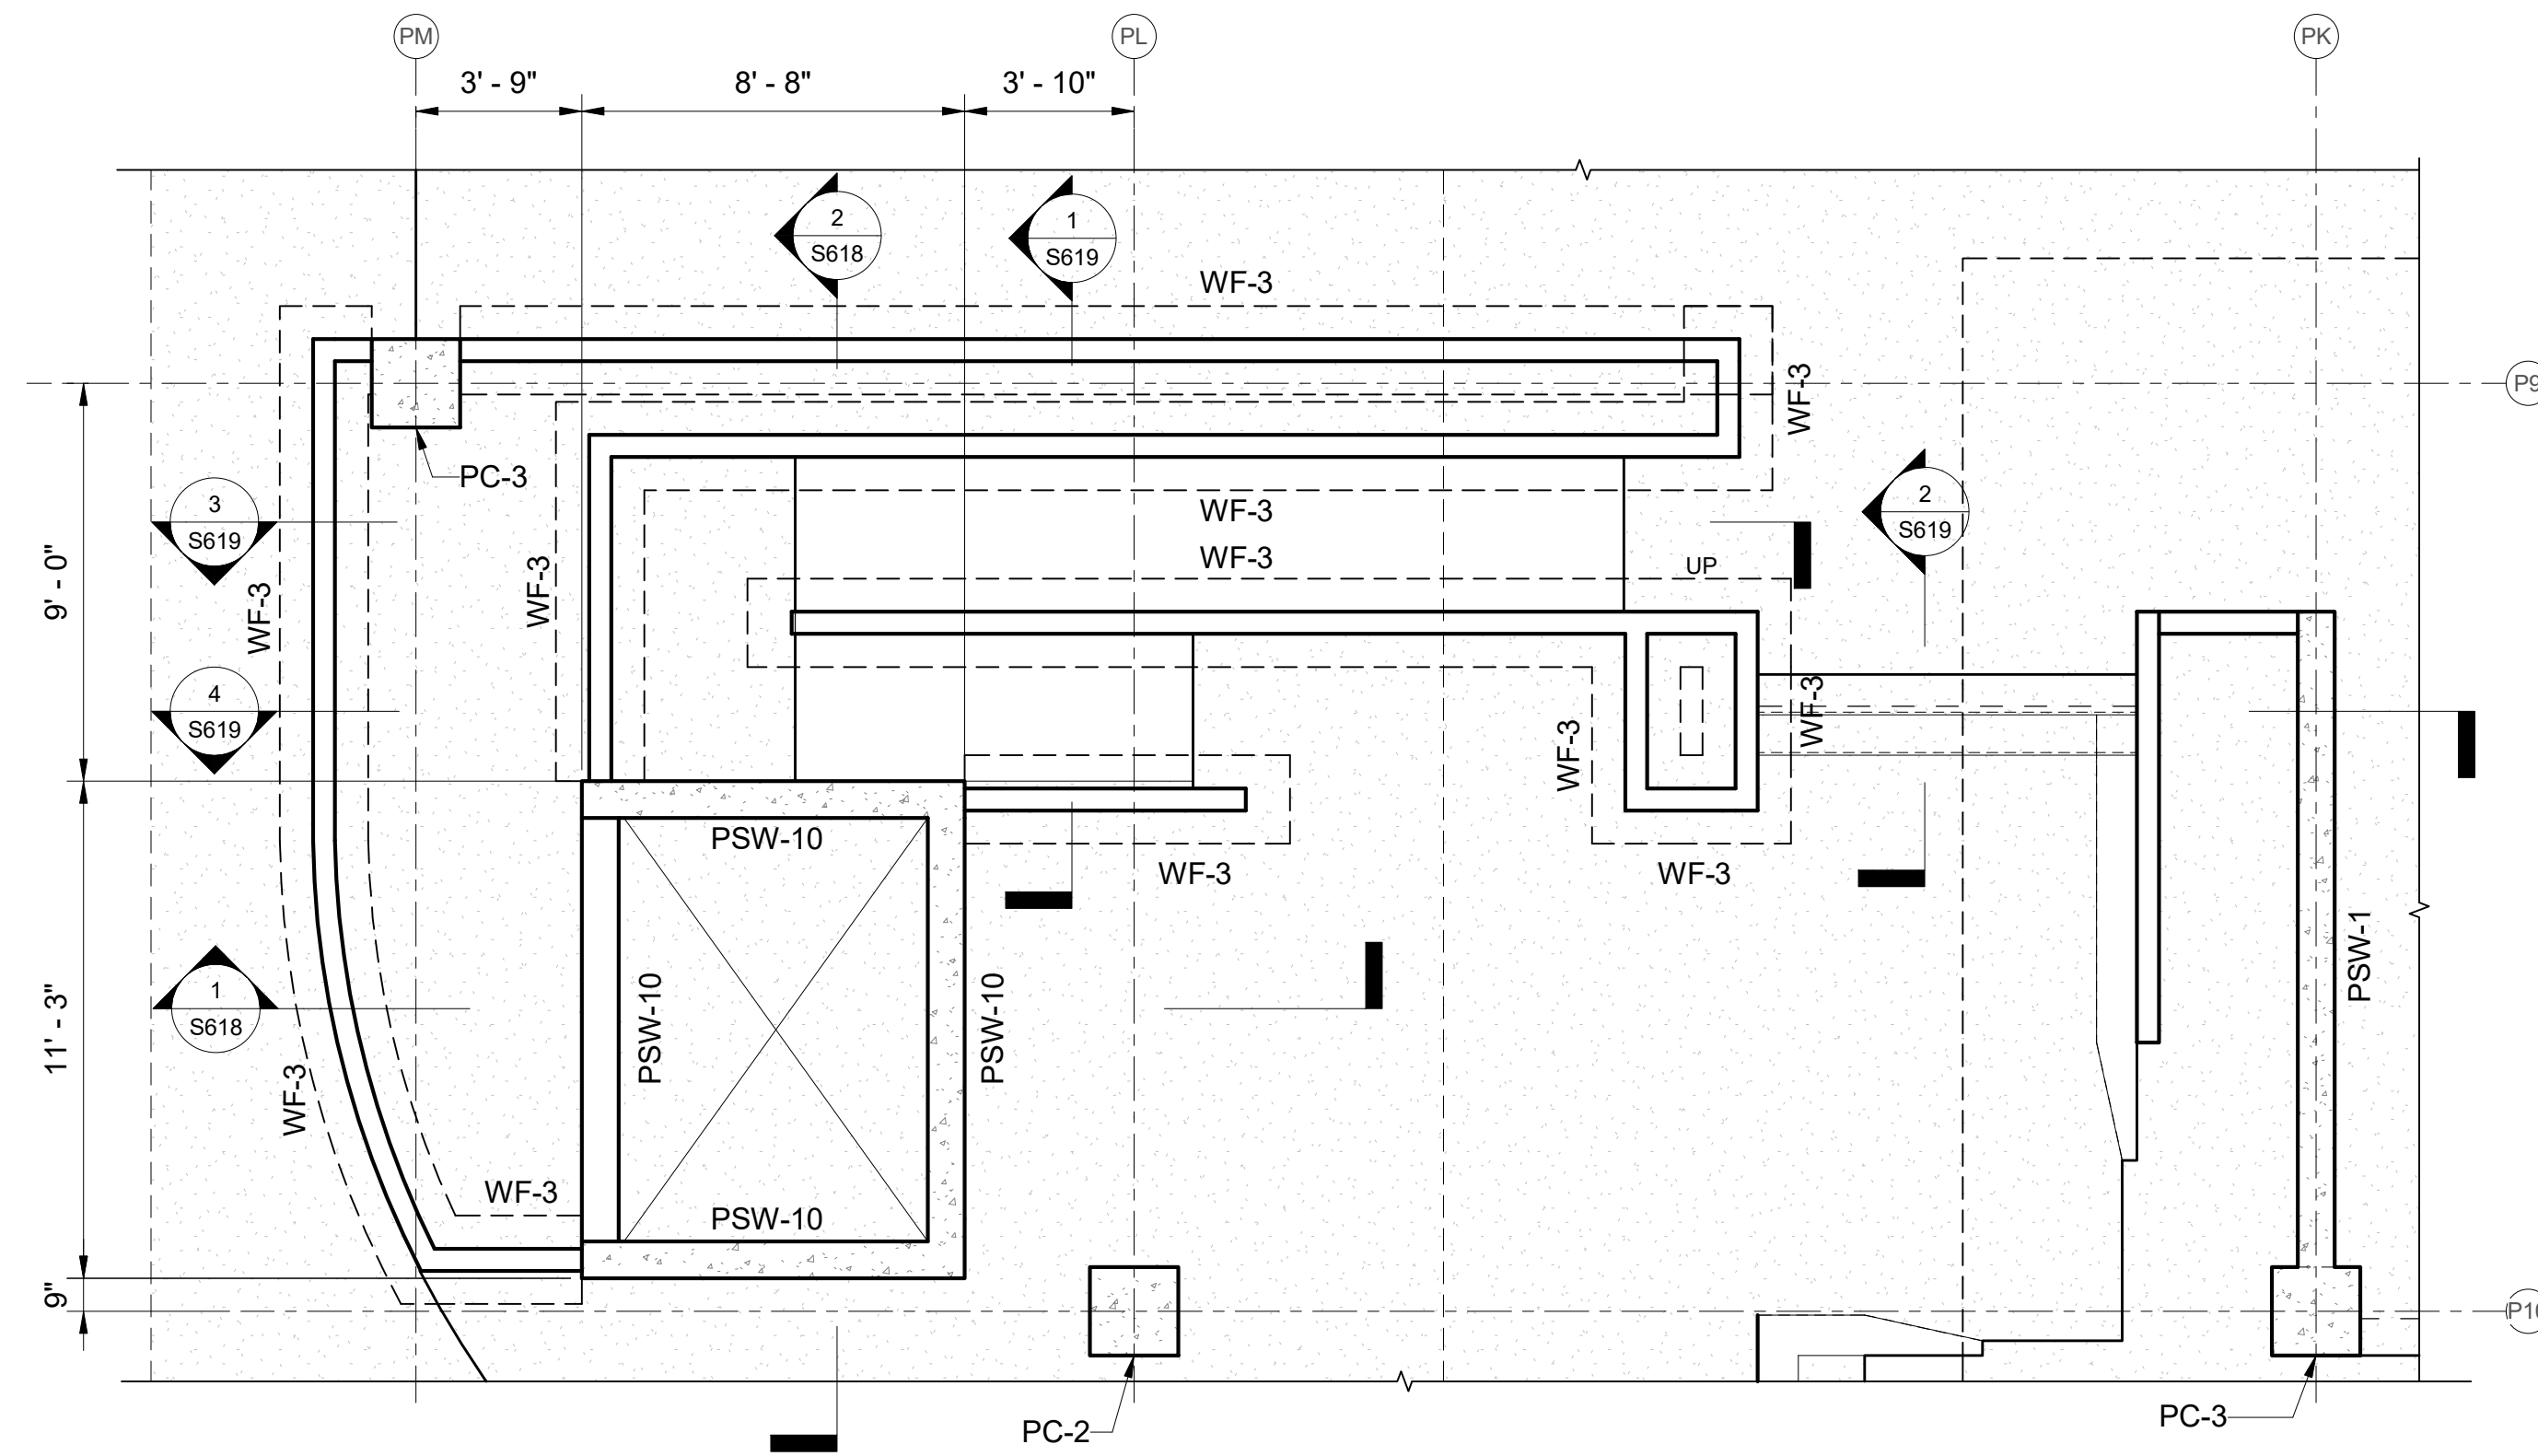 PM
PL
PK
3' - 9"
8' - 8"
3' - 10"
2
S618
1
S619
WF-3
P9
WF-3
PC-3
3
S619
WF-3
2
S619
9' - 0"
WF-3
UP
WF-3
WF-3
4
S619
WF-3
WF-3
PSW-10
WF-3
WF-3
PSW-1
11' - 3"
1
S618
PSW-10
PSW-10
WF-3
WF-3
PSW-10
9"
P10
PC-2
PC-3